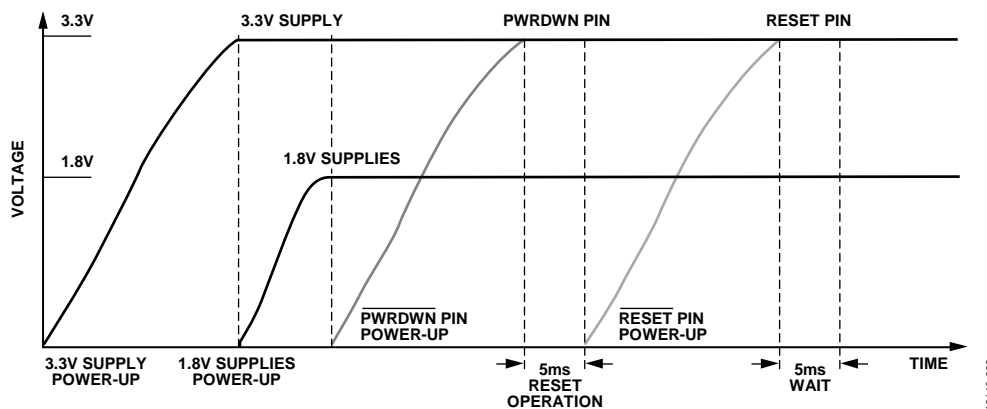 3.3V
3.3V SUPPLY
PWRDWN PIN
RESET PIN
1.8V
1.8V SUPPLIES
VOLTAGE
PWRDWN PIN
POWER-UP
RESET PIN
POWER-UP
3.3V SUPPLY
POWER-UP
1.8V SUPPLIES
POWER-UP
5ms
RESET
OPERATION
5ms
WAIT
TIME